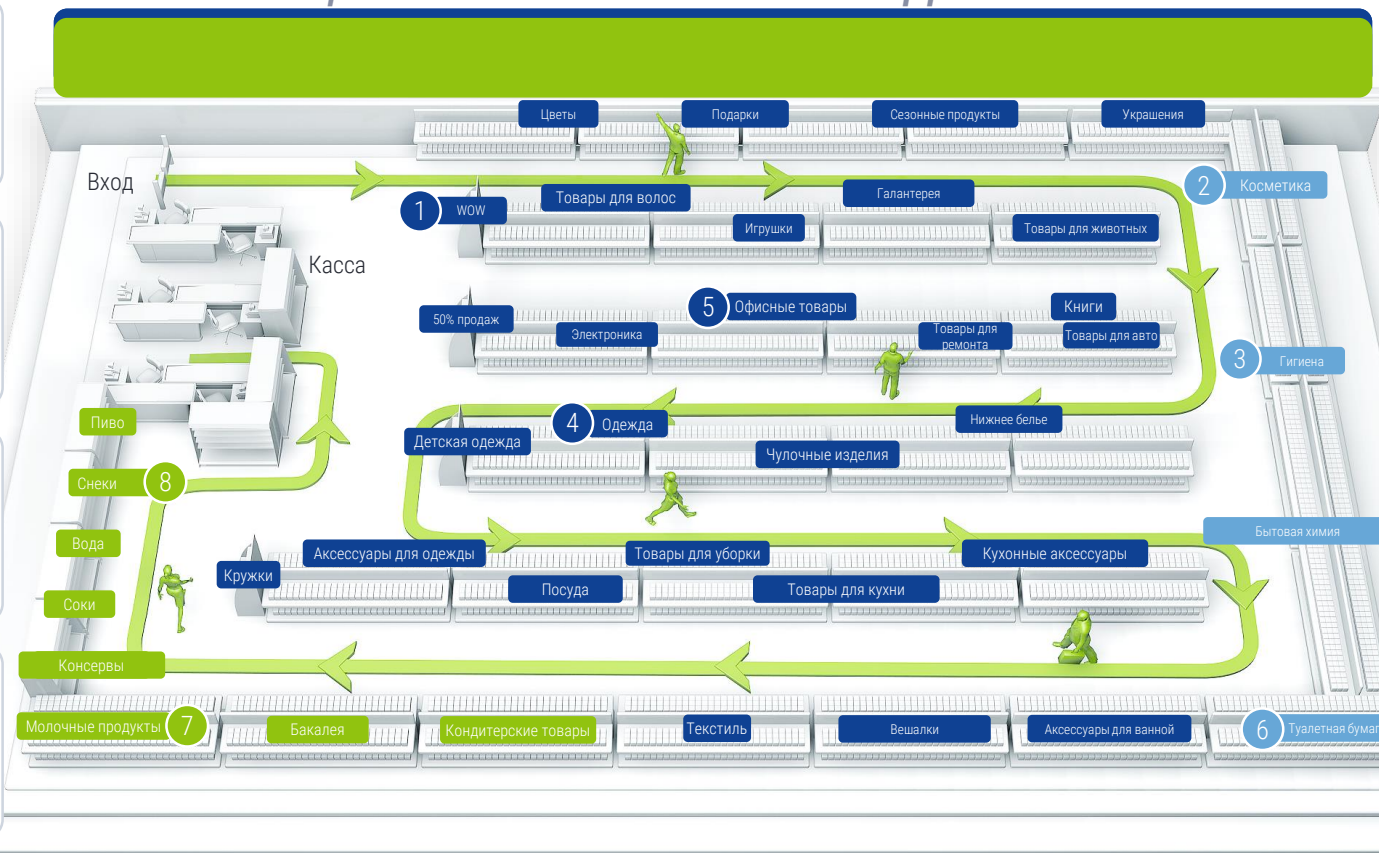 Цветы
Подарки
Сезонные продукты
Украшения
Вход
1
WOW
Товары для волос
Галантерея
2
Косметика
Игрушки
Товары для животных
Касса
50% продаж
5
Офисные товары
Книги
Электроника
Товары для
ремонта
Товары для авто
3
Гигиена
Пиво
4
Одежда
Нижнее белье
Детская одежда
Чулочные изделия
Снеки
8
Вода
Аксессуары для одежды
Товары для уборки
Кухонные аксессуары
Бытовая химия
Кружки
Посуда
Товары для кухни
Соки
Консервы
Молочные продукты
7
Бакалея
Кондитерские товары
Текстиль
Вешалки
Аксессуары для ванной
6
Туалетная